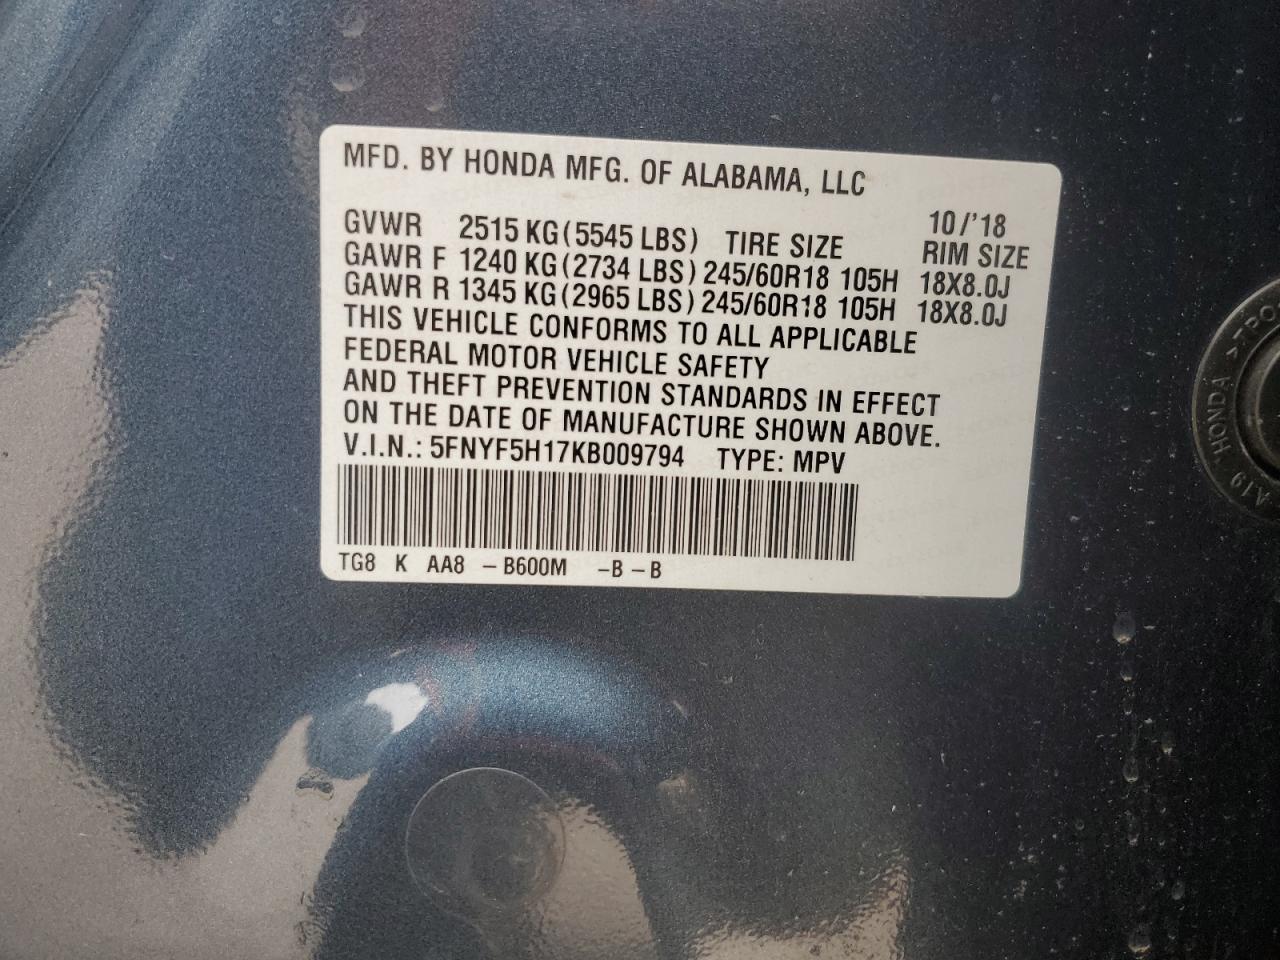 MFD. BY HONDA MFG. OF ALABAMA, LLC
10/'18
GVWR 2515 KG(5545 LBS) TIRE SIZE RIM SIZE
GAWR F 1240 KG(2734 LBS) 245/60R18 105H 18X8.0J
GAWR R 1345 KG(2965 LBS) 245/60R18 105H 18X8.0J
THIS VEHICLE CONFORMS TO ALL APPLICABLE
FEDERAL MOTOR VEHICLE SAFETY
AND THEFT PREVENTION STANDARDS IN EFFECT
ON THE DATE OF MANUFACTURE SHOWN ABOVE.
V.I.N.: 5FNYF5H17KB009794 TYPE: MPV
TG8 K AA8 -B600M -B -B
A19 HONDA